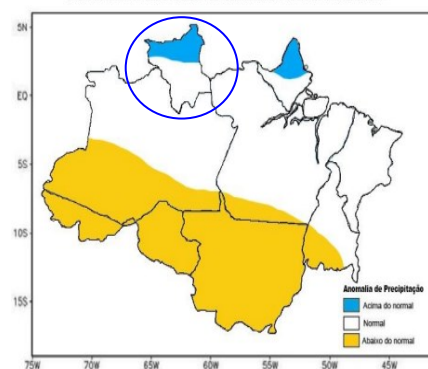 5N
EQ
5S
10S
15S
Anomalia de Precipitação
Acima do normal
Normal
Abaixo do normal
75W 70W 65W 60W 55W 50W 45W